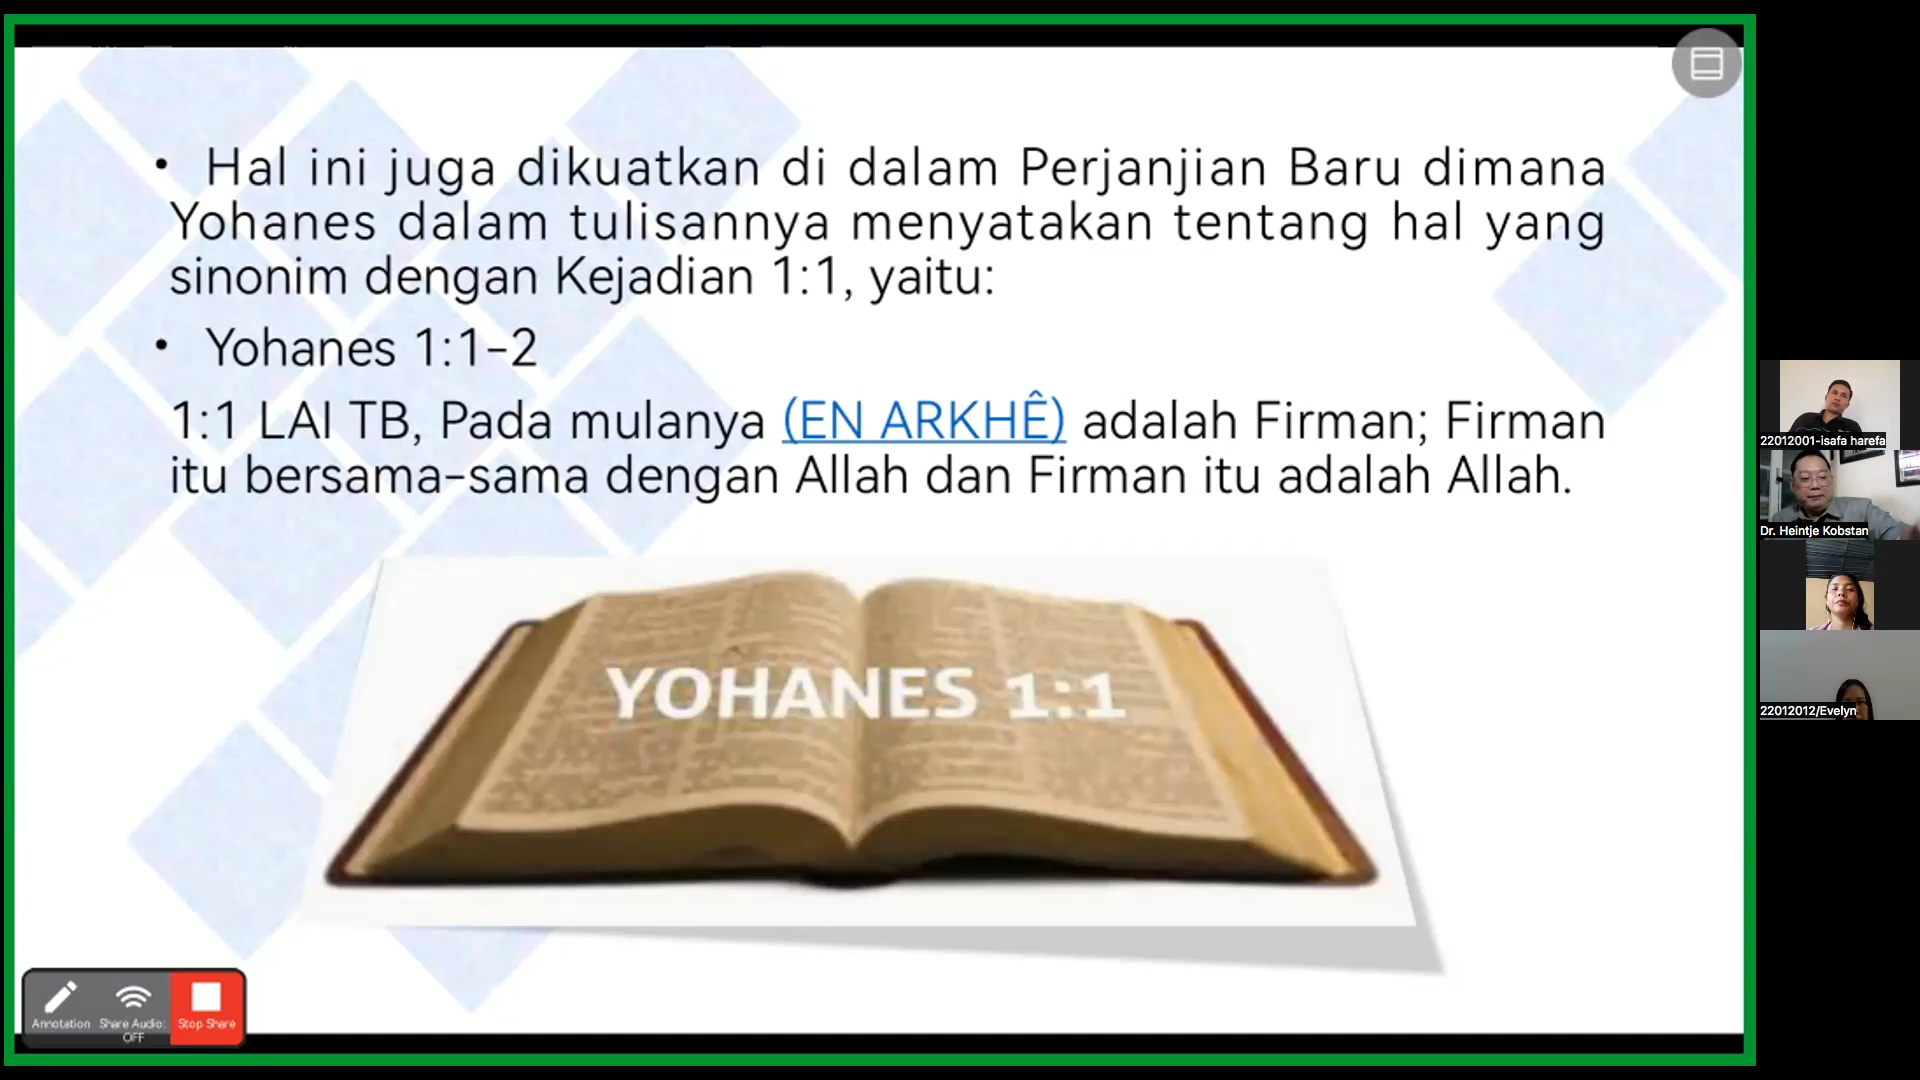 • Hal ini juga dikuatkan di dalam Perjanjian Baru dimana
Yohanes dalam tulisannya menyatakan tentang hal yang
sinonim dengan Kejadian 1:1, yaitu:
• Yohanes 1:1-2
1:1 LAI TB, Pada mulanya (EN ARKHÊ) adalah Firman; Firman
itu bersama-sama dengan Allah dan Firman itu adalah Allah.
YOHANES 1:1
Annotation
Share Audio:
OFF
Stop Share
22012001-isafa harefa
Dr. Heintje Kobstan
22012012/Evelyn